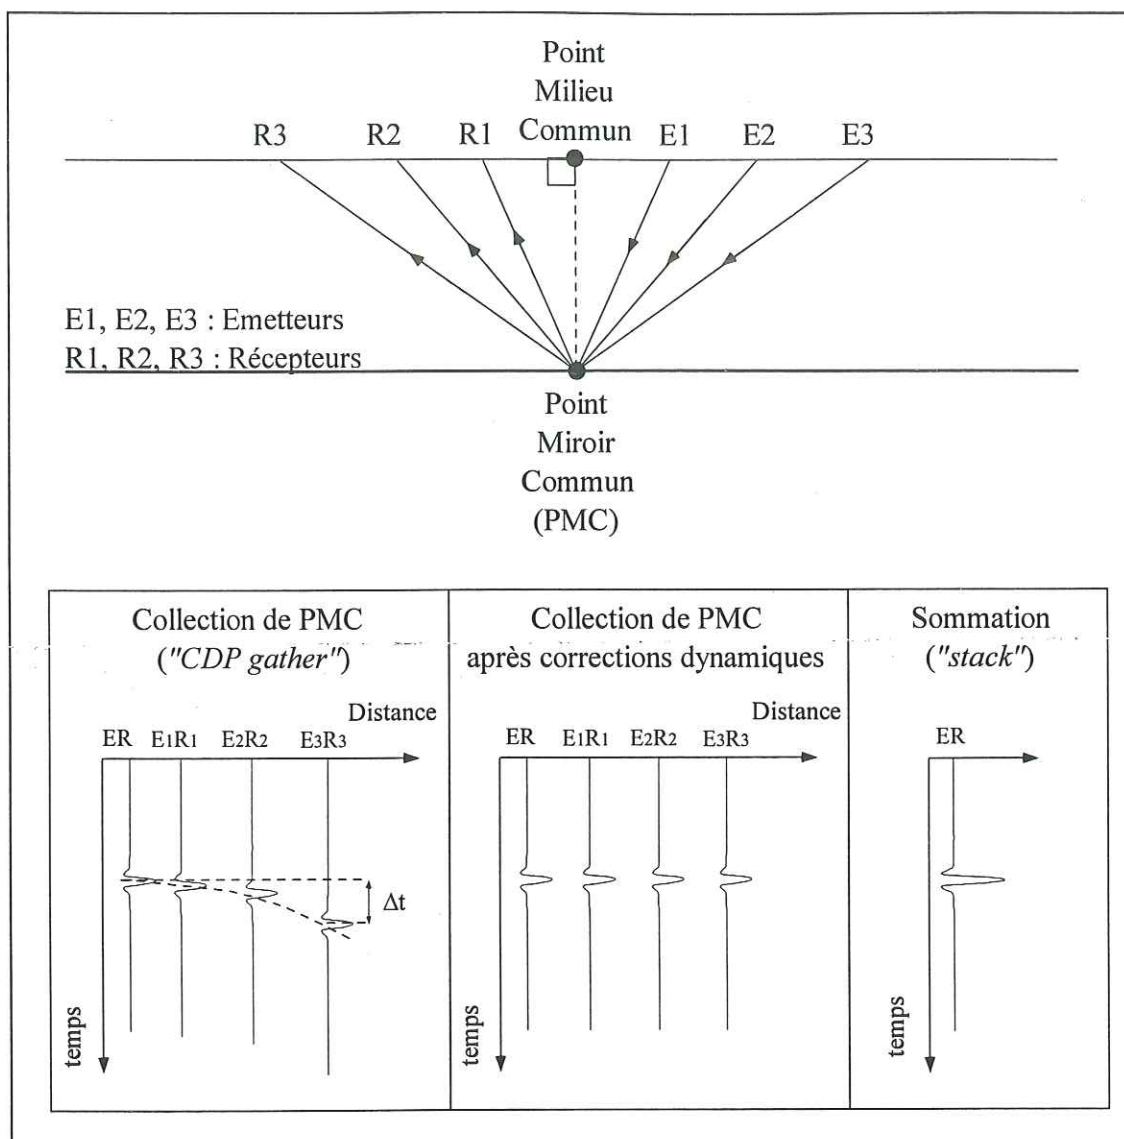 Point
Milieu
Commun
R3 R2 R1 E1 E2 E3
E1, E2, E3 : Emetteurs
R1, R2, R3 : Récepteurs
Point
Miroir
Commun
(PMC)
Collection de PMC
("CDP gather")
Distance
ER E1R1 E2R2 E3R3
Δt
temps
Collection de PMC
après corrections dynamiques
Distance
ER E1R1 E2R2 E3R3
temps
Sommation
("stack")
ER
temps